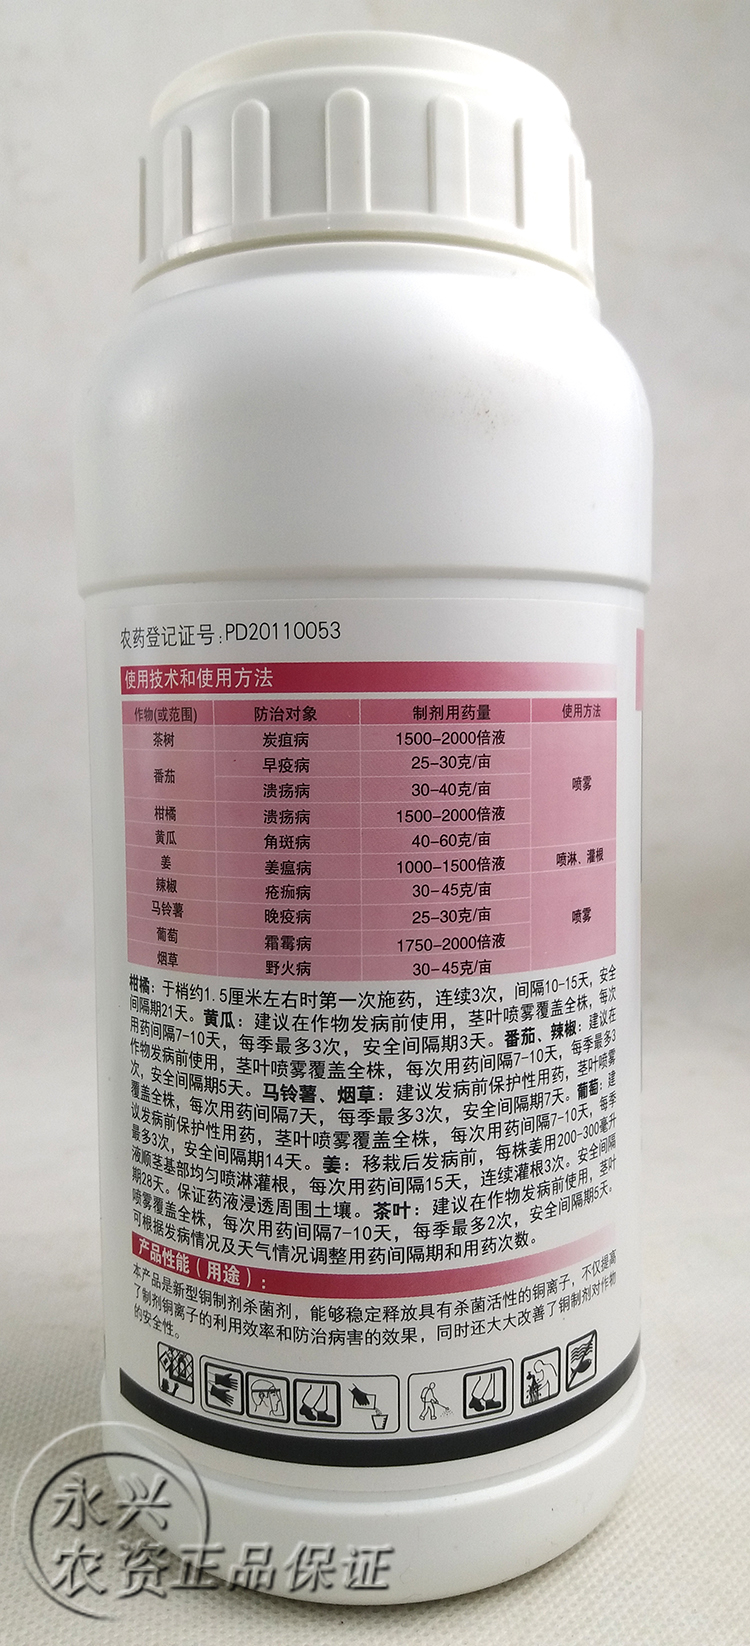 农药登记证号:PD20110053
使用技术和使用方法
作物(或范围) 防治对象 制剂用药量 使用方法
茶树 炭疽病 1500-2000倍液 喷雾
番茄 早疫病 25-30克/亩
溃疡病 30-40克/亩
柑橘 溃疡病 1500-2000倍液
黄瓜 角斑病 40-60克/亩
姜 姜瘟病 1000-1500倍液 喷淋、灌根
辣椒 疮痂病 30-45克/亩 喷雾
马铃薯 晚疫病 25-30克/亩
葡萄 霜霉病 1750-2000倍液
烟草 野火病 30-45克/亩
柑橘：于梢约1.5厘米左右时第一次施药，连续3次，间隔10-15天，安全
间隔期21天。黄瓜：建议在作物发病前使用，茎叶喷雾覆盖全株，每次
用药间隔7-10天，每季最多3次，安全间隔期3天。番茄、辣椒：建议在
作物发病前使用，茎叶喷雾覆盖全株，每次用药间隔7-10天，每季最多3
次，安全间隔期5天。马铃薯、烟草：建议发病前保护性用药，茎叶喷雾
覆盖全株，每次用药间隔7天，每季最多3次，安全间隔期7天。葡萄：建
议发病前保护性用药，茎叶喷雾覆盖全株，每次用药间隔7-10天，每季
最多3次，安全间隔期14天。姜：移栽后发病前，每株姜用200-300毫升
液顺茎基部均匀喷淋灌根，每次用药间隔15天，连续灌根3次。安全间隔
期28天。保证药液浸透周围土壤。茶叶：建议在作物发病前使用，茎叶
喷雾覆盖全株，每次用药间隔7-10天，每季最多2次，安全间隔期5天。
可根据发病情况及天气情况调整用药间隔期和用药次数。
产品性能（用途）：
本产品是新型铜制剂杀菌剂，能够稳定释放具有杀菌活性的铜离子，不仅提高
了制剂铜离子的利用效率和防治病害的效果，同时还大大改善了铜制剂对作物
的安全性。
永兴
农资正品保证